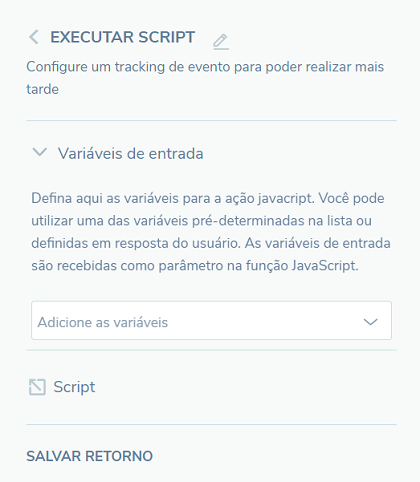 EXECUTAR SCRIPT
Configure um tracking de evento para poder realizar mais
tarde
Variáveis de entrada
Defina aqui as variáveis para a ação javacript. Você pode
utilizar uma das variáveis pré-determinadas na lista ou
definidas em resposta do usuário. As variáveis de entrada
são recebidas como parâmetro na função JavaScript.
Adicione as variáveis
Script
SALVAR RETORNO